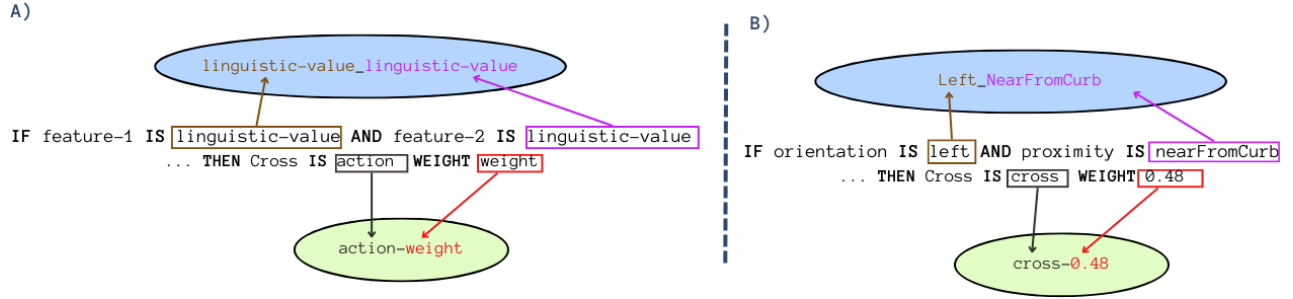 A)
linguistic-value_linguistic-value
IF feature-1 IS linguistic-value AND feature-2 IS linguistic-value
... THEN Cross IS action WEIGHT weight
action-weight
B)
Left_NearFromCurb
IF orientation IS left AND proximity IS nearFromCurb
... THEN Cross IS cross WEIGHT 0.48
cross-0.48